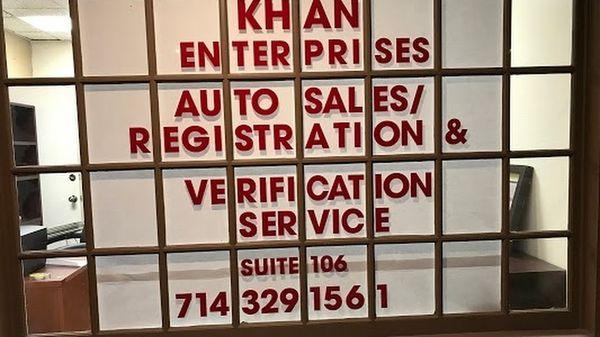 KHAN
ENTERPRISES
AUTO SALES/
REGISTRATION &
VERIFICATION
SERVICE
SUITE 106
714 329 1561